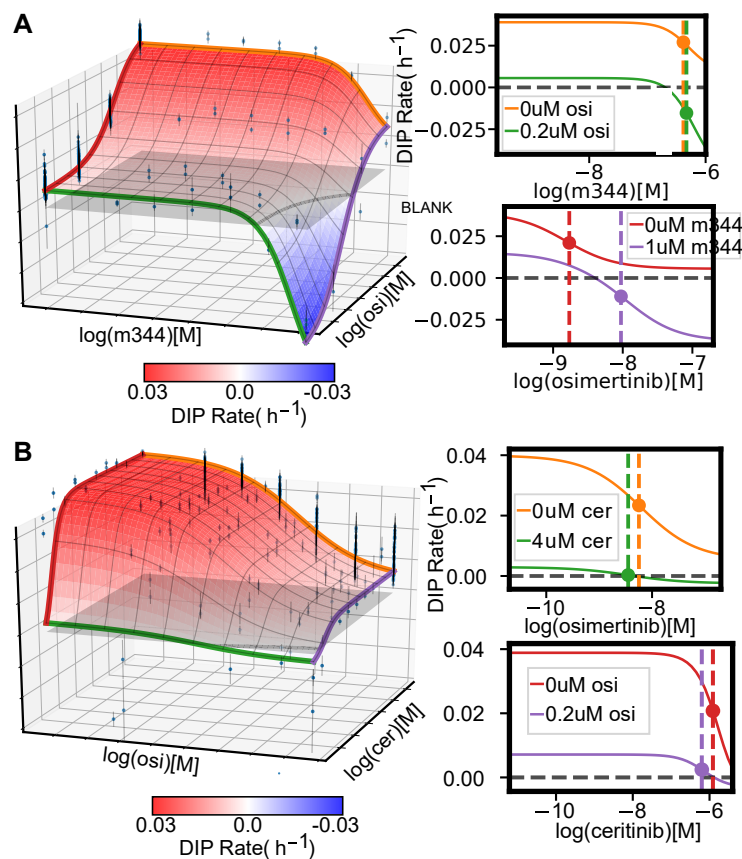 A
DIP Rate( h⁻¹)
0.025
0.000
−0.025
0uM osi
0.2uM osi
−8
−6
log(m344)[M]
BLANK
0.025
0.000
−0.025
0uM m344
1uM m344
−9
−8
−7
log(osimertinib)[M]
log(m344)[M]
log(osi)[M]
0.03
0.0
-0.03
DIP Rate( h⁻¹)
B
DIP Rate( h⁻¹)
0.04
0.02
0.00
0uM cer
4uM cer
−10
−8
log(osimertinib)[M]
0.04
0.02
0.00
0uM osi
0.2uM osi
−10
−8
−6
log(ceritinib)[M]
log(osi)[M]
log(cer)[M]
0.03
0.0
-0.03
DIP Rate( h⁻¹)